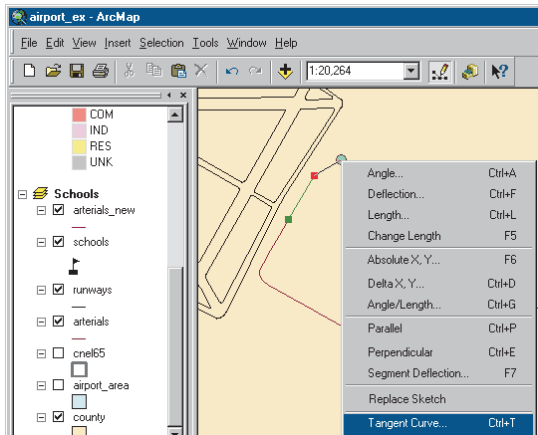 airport_ex - ArcMap
File Edit View Insert Selection Tools Window Help
1:20,264
COM
IND
RES
UNK
Schools
arterials_new
schools
runways
arterials
cnel65
airport_area
county
Angle... Ctrl+A
Deflection... Ctrl+F
Length... Ctrl+L
Change Length F5
Absolute X, Y... F6
Delta X, Y... Ctrl+D
Angle/Length... Ctrl+G
Parallel Ctrl+P
Perpendicular Ctrl+E
Segment Deflection... F7
Replace Sketch
Tangent Curve... Ctrl+T